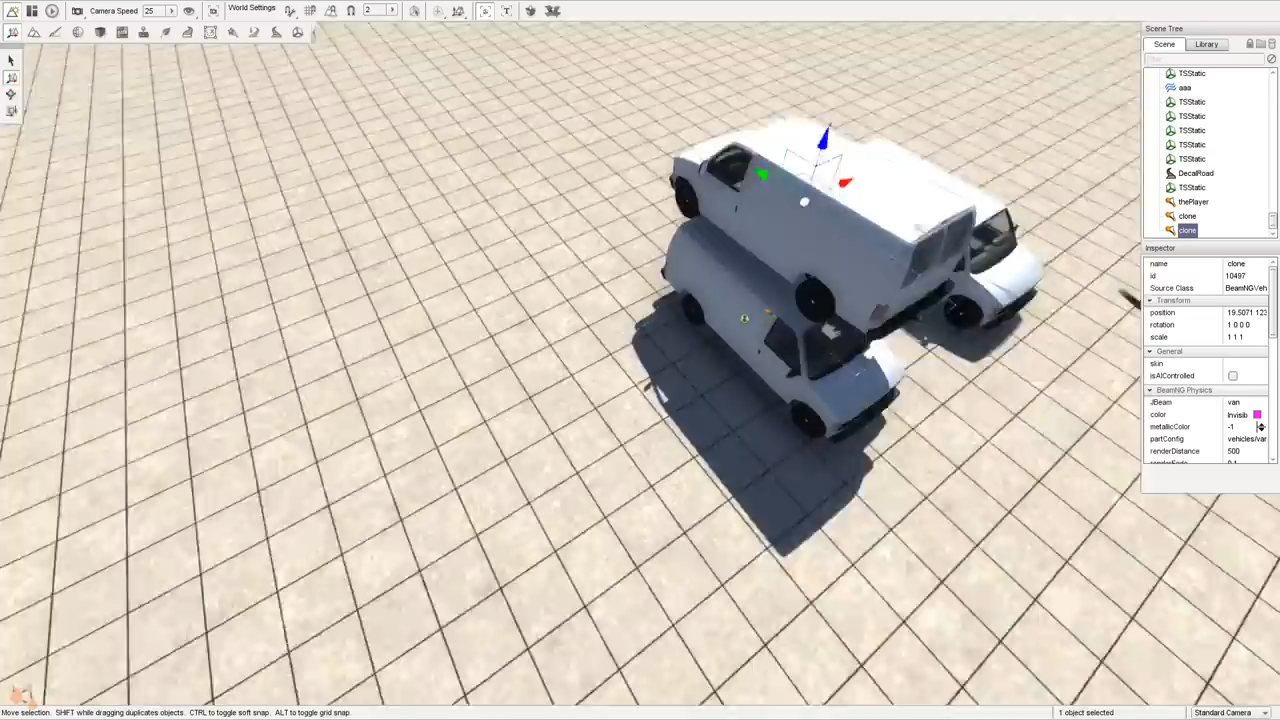 Camera Speed 25 World Settings 2
Scene Tree
Scene Library
TSStatic
aaa
TSStatic
TSStatic
TSStatic
TSStatic
TSStatic
DecalRoad
TSStatic
thePlayer
clone
clone
Inspector
name clone
id 10497
Source Class BeamNGVeh
Transform
position 19.5071 123
rotation 1 0 0 0
scale 1 1 1
General
skin
isAIControlled
BeamNG Physics
JBeam van
color Invisib
metallicColor -1
partConfig vehicles/var
renderDistance 500
Move selection. SHIFT while dragging duplicates objects. CTRL to toggle soft snap. ALT to toggle grid snap. 1 object selected Standard Camera